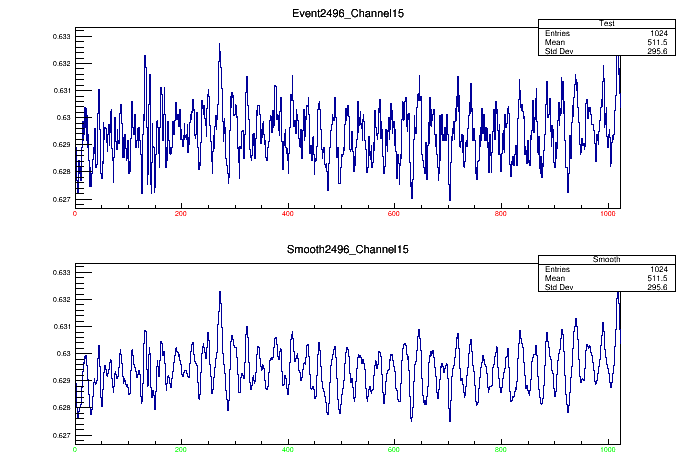 Event2496_Channel15
Test
Entries 1024
Mean 511.5
Std Dev 295.6
0.633
0.632
0.631
0.63
0.629
0.628
0.627
0 200 400 600 800 1000
Smooth2496_Channel15
Smooth
Entries 1024
Mean 511.5
Std Dev 295.6
0.633
0.632
0.631
0.63
0.629
0.628
0.627
0 200 400 600 800 1000